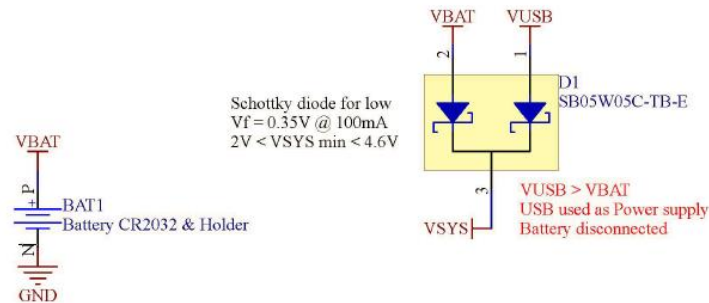 VBAT VUSB
2 1
D1
SB05W05C-TB-E
Schottky diode for low
Vf = 0.35V @ 100mA
2V < VSYS min < 4.6V
VBAT
P
+
BAT1
Battery CR2032 & Holder
N
GND
3
VSYS
VUSB > VBAT
USB used as Power supply
Battery disconnected